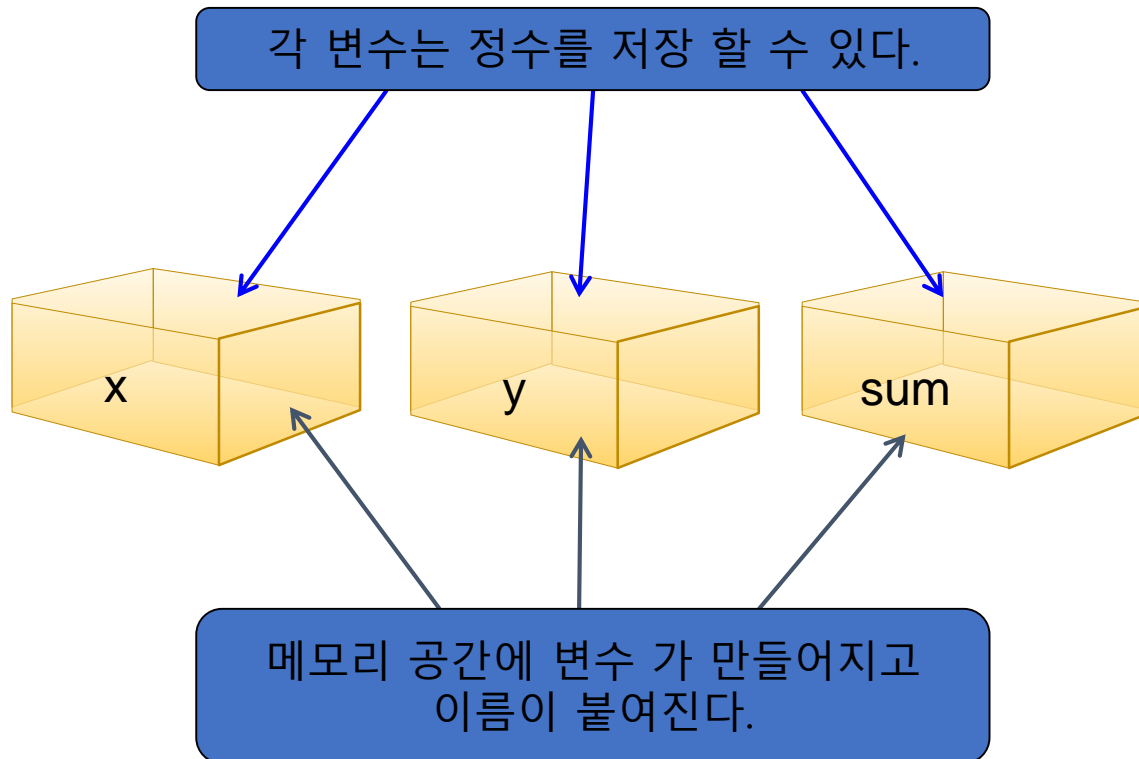 각 변수는 정수를 저장 할 수 있다.
x
y
sum
메모리 공간에 변수 가 만들어지고
이름이 붙여진다.